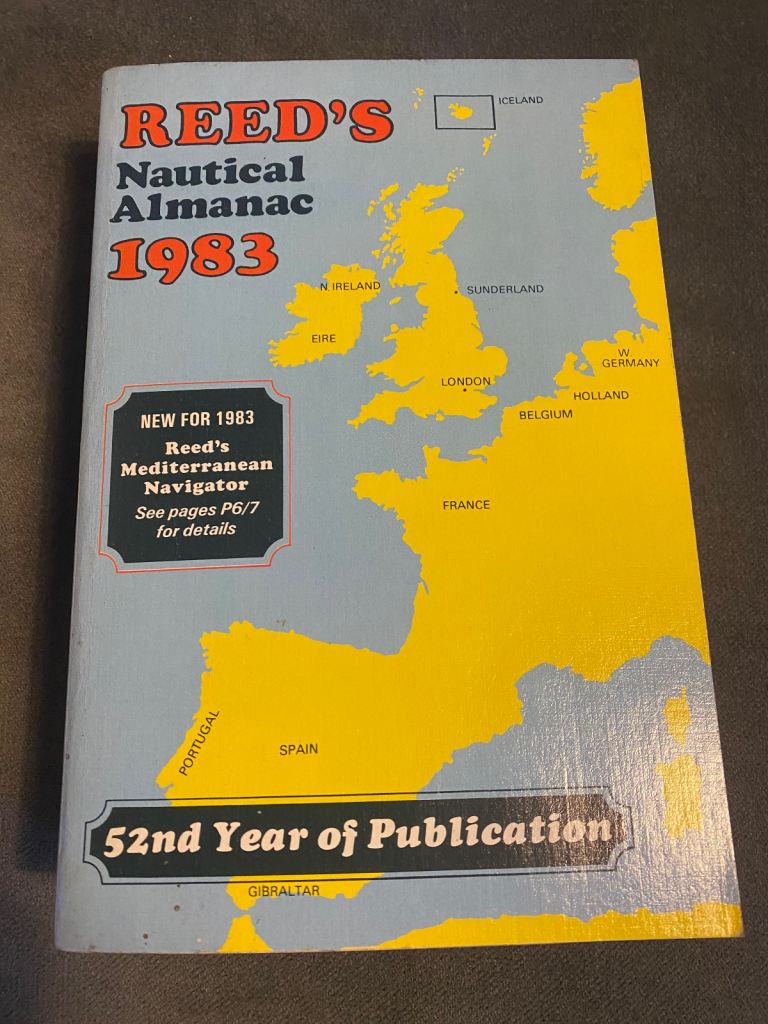 REED'S
Nautical
Almanac
1983
ICELAND
N. IRELAND
SUNDERLAND
EIRE
W.
GERMANY
LONDON
HOLLAND
BELGIUM
NEW FOR 1983
Reed's
Mediterranean
Navigator
See pages P6/7
for details
FRANCE
PORTUGAL
SPAIN
52nd Year of Publication
GIBRALTAR